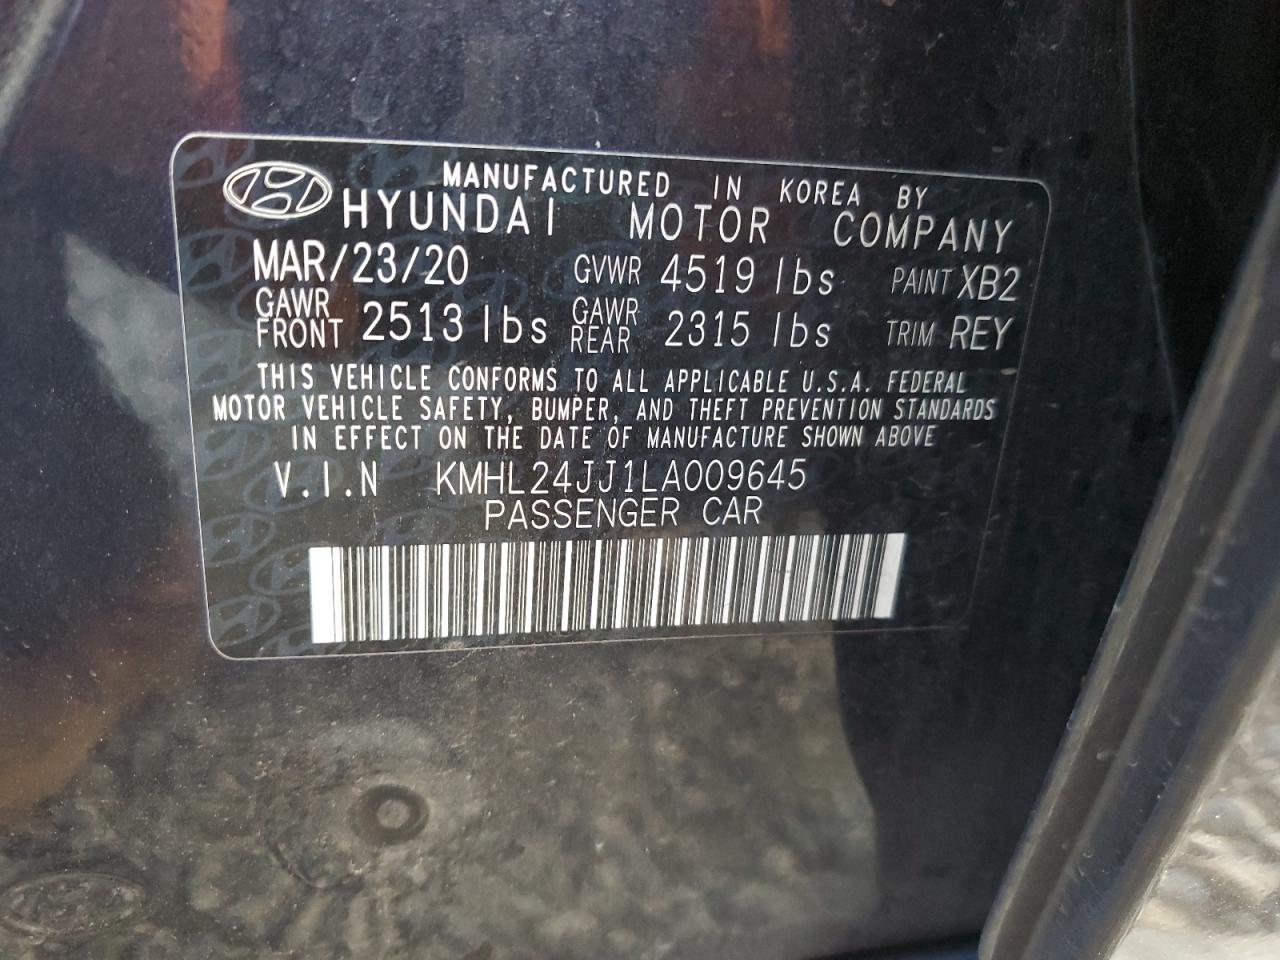 MANUFACTURED IN KOREA BY
HYUNDAI MOTOR COMPANY
MAR/23/20 GVWR 4519 lbs PAINT XB2
GAWR FRONT 2513 lbs GAWR REAR 2315 lbs TRIM REY
THIS VEHICLE CONFORMS TO ALL APPLICABLE U.S.A. FEDERAL
MOTOR VEHICLE SAFETY, BUMPER, AND THEFT PREVENTION STANDARDS
IN EFFECT ON THE DATE OF MANUFACTURE SHOWN ABOVE
V.I.N KMHL24JJ1LA009645
PASSENGER CAR